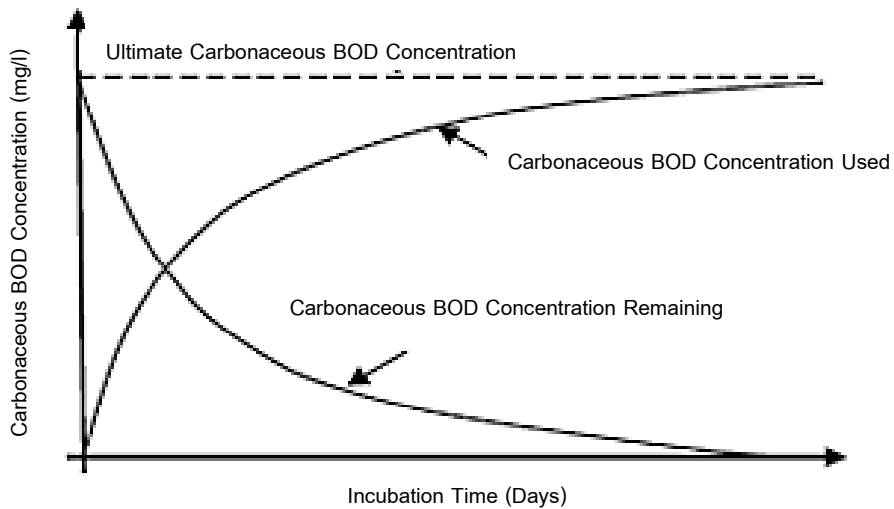 Ultimate Carbonaceous BOD Concentration
Carbonaceous BOD Concentration (mg/l)
Carbonaceous BOD Concentration Used
Carbonaceous BOD Concentration Remaining
Incubation Time (Days)